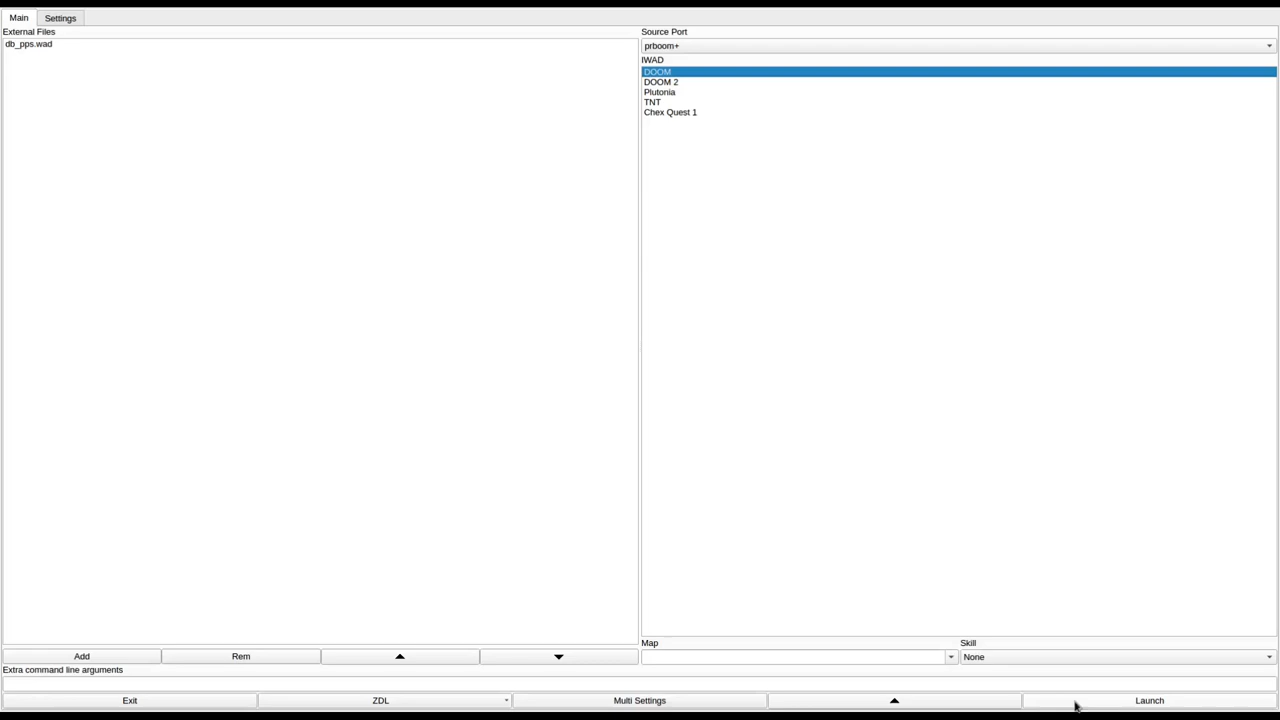 Main Settings
External Files
db_pps.wad
Source Port
prboom+
IWAD
DOOM
DOOM 2
Plutonia
TNT
Chex Quest 1
Map Skill
None
Add Rem
Extra command line arguments
Exit ZDL Multi Settings Launch